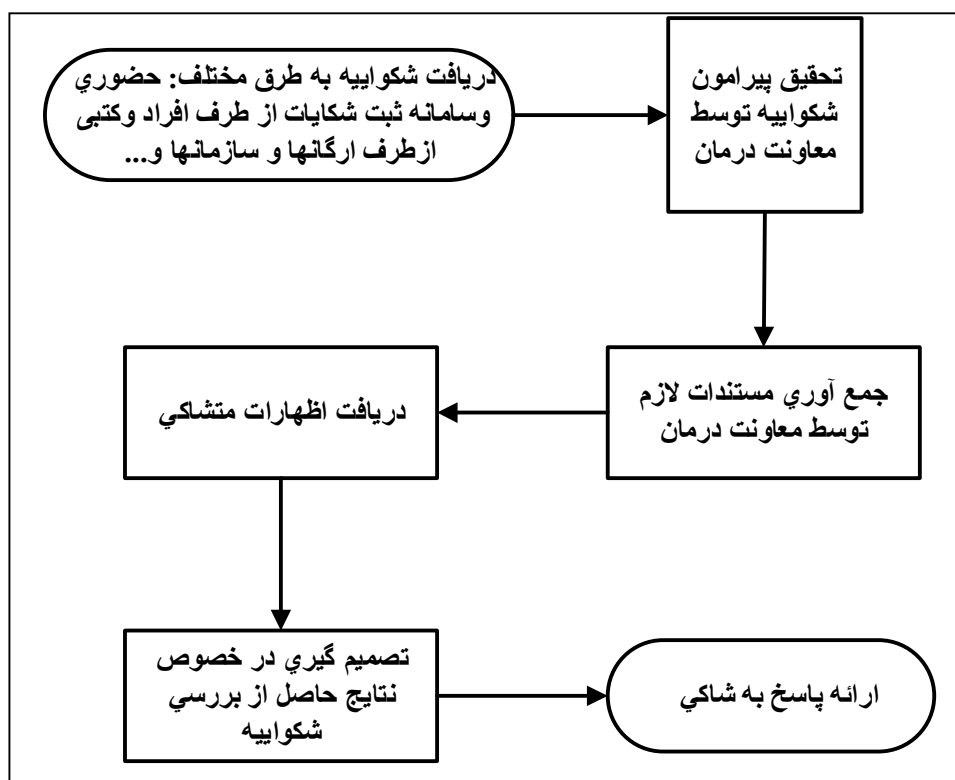 دريافت شكواييه به طرق مختلف: حضوري
وسامانه ثبت شكايات از طرف افراد وكتبی
ازطرف ارگانها و سازمانها و...
تحقيق پيرامون
شكواييه توسط
معاونت درمان
جمع آوري مستندات لازم
توسط معاونت درمان
دريافت اظهارات متشاكي
تصميم گيري در خصوص
نتايج حاصل از بررسي
شكواييه
ارائه پاسخ به شاكي